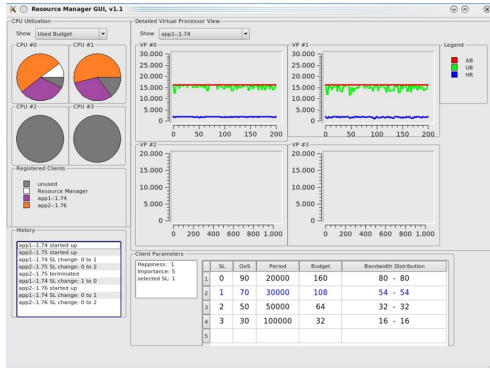 Resource Manager GUI, v1.1
CPU Utilization
Show Used Budget
CPU #0 CPU #1
CPU #2 CPU #3
Registered Clients
unused
Resource Manager
app1-.1.74
app2-.1.76
History
app1-.1.74 started up
app2-.1.75 started up
app1-.1.74 SL change: 0 to 1
app2-.1.75 SL change: 0 to 2
app2-.1.75 terminated
app1-.1.74 SL change: 1 to 0
app2-.1.76 started up
app1-.1.74 SL change: 0 to 1
app2-.1.76 SL change: 0 to 2
Detailed Virtual Processor View
Show app1-.1.74
VP #0
30.000
25.000
20.000
15.000
10.000
5.000
0
0 50 100 150 200
VP #1
30.000
25.000
20.000
15.000
10.000
5.000
0
0 50 100 150 200
Legend
AB
UB
HR
VP #2
20.000
15.000
10.000
5.000
0
0 200 400 600 800 1.000
VP #3
20.000
15.000
10.000
5.000
0
0 200 400 600 800 1.000
Client Parameters
Happiness: 1
Importance: 5
selected SL: 1
SL QoS Period Budget Bandwidth Distribution
1 0 90 20000 160 80 - 80
2 1 70 30000 108 54 - 54
3 2 50 50000 64 32 - 32
4 3 30 100000 32 16 - 16
5